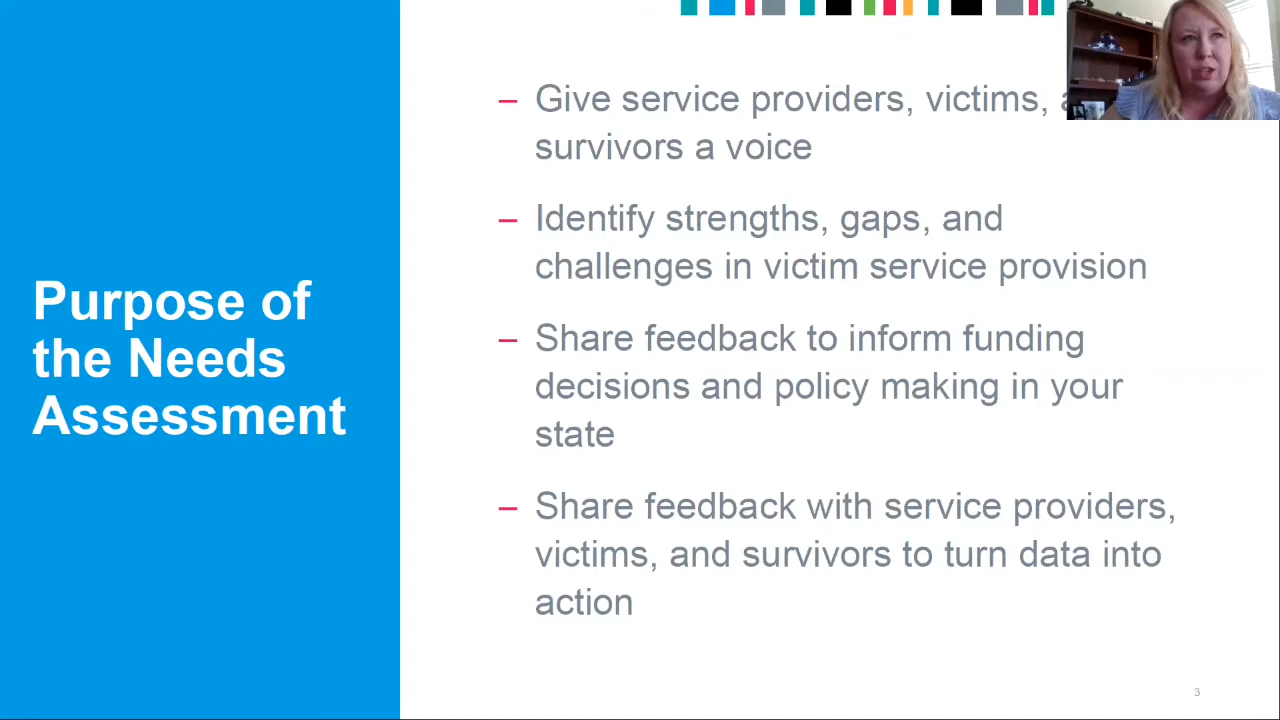 Purpose of
the Needs
Assessment
– Give service providers, victims,
survivors a voice
– Identify strengths, gaps, and
challenges in victim service provision
– Share feedback to inform funding
decisions and policy making in your
state
– Share feedback with service providers,
victims, and survivors to turn data into
action
3